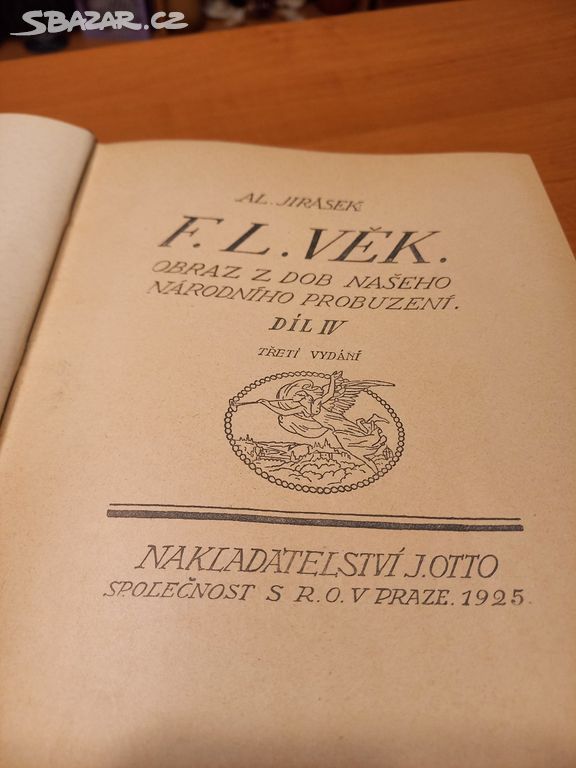 SBAZAR.CZ
AL. JIRÁSEK:
F. L. VĚK.
OBRAZ Z DOB NAŠEHO
NÁRODNÍHO PROBUZENÍ.
DÍL IV
TŘETÍ VYDÁNÍ
NAKLADATELSTVÍ J. OTTO
SPOLEČNOST S R. O. V PRAZE. 1925.